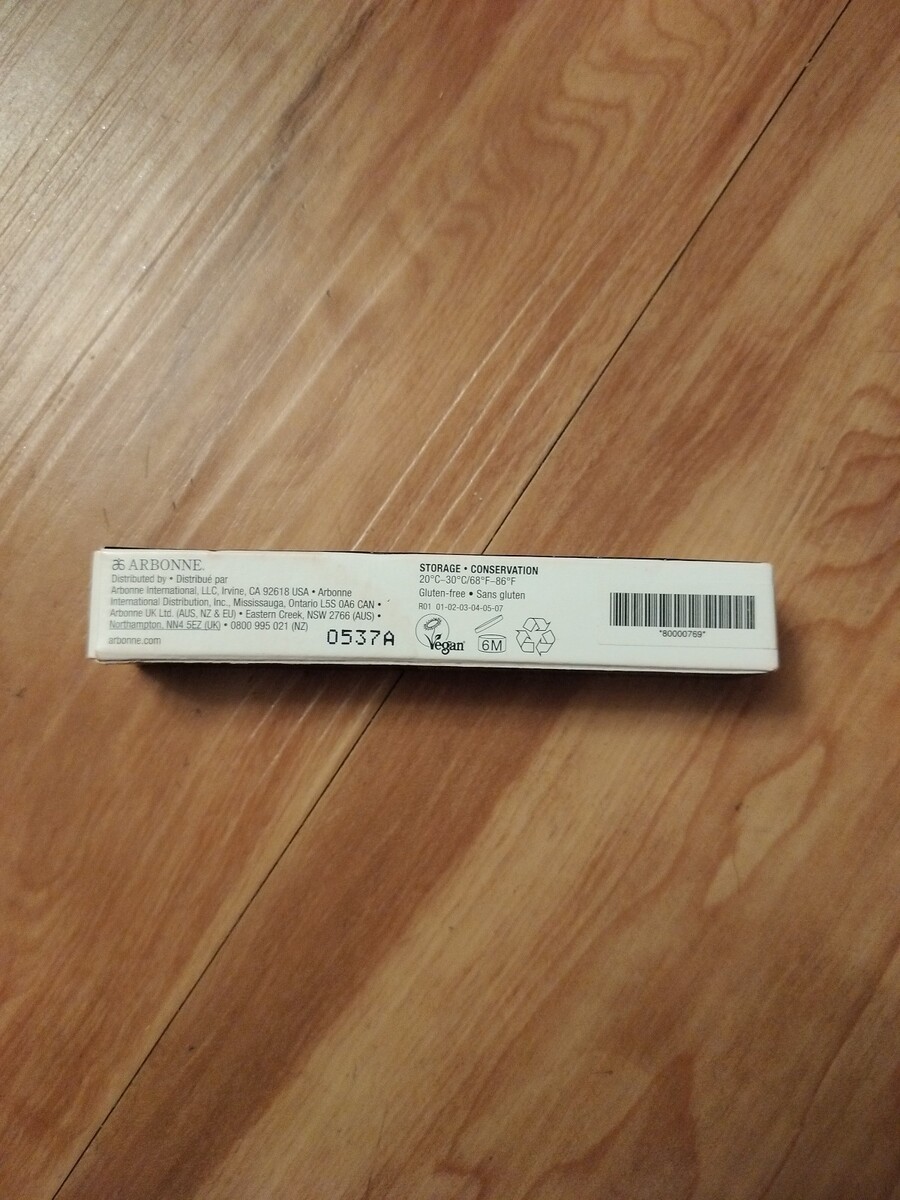 ARBONNE.
Distributed by • Distribué par
Arbonne International, LLC, Irvine, CA 92618 USA • Arbonne
International Distribution, Inc., Mississauga, Ontario L5S 0A6 CAN •
Arbonne UK Ltd. (AUS, NZ & EU) • Eastern Creek, NSW 2766 (AUS) •
Northampton, NN4 5EZ (UK) • 0800 995 021 (NZ)
arbonne.com
0537A
STORAGE • CONSERVATION
20°C–30°C/68°F–86°F
Gluten-free • Sans gluten
R01 01-02-03-04-05-07
Vegan
6M
*80000769*